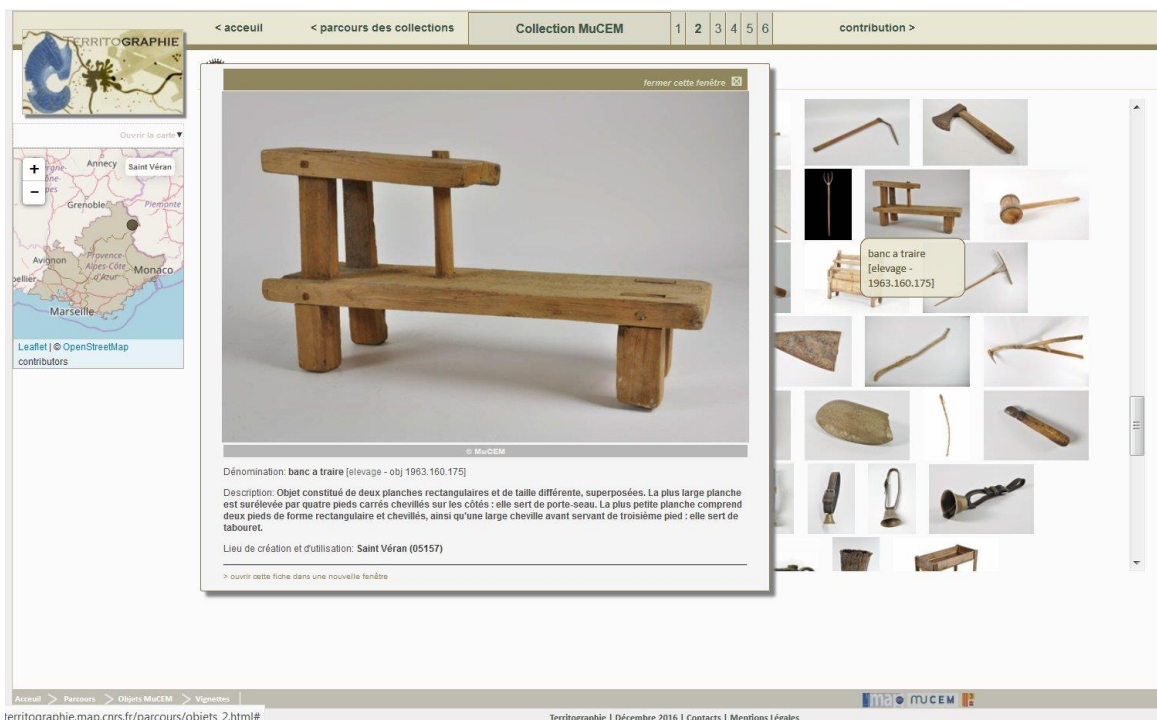 TERRITOGRAPHIE
< acceuil
< parcours des collections
Collection MuCEM
1 2 3 4 5 6
contribution >
Ouvrir la carte▼
+
−
Annecy
Saint Véran
Grenoble
Piemonte
Avignon
Provence-
Alpes-Côte
d'Azur
Monaco
Marseille
Leaflet | © OpenStreetMap
contributors
fermer cette fenêtre
© MuCEM
Dénomination: banc a traire [elevage - obj 1963.160.175]
Description: Objet constitué de deux planches rectangulaires et de taille différente, superposées. La plus large planche
est surélevée par quatre pieds carrés chevillés sur les côtés : elle sert de porte-seau. La plus petite planche comprend
deux pieds de forme rectangulaire et chevillés, ainsi qu'une large cheville avant servant de troisième pied : elle sert de
tabouret.
Lieu de création et d'utilisation: Saint Véran (05157)
> ouvrir cette fiche dans une nouvelle fenêtre
banc a traire
[elevage -
1963.160.175]
Acceuil > Parcours > Objets MuCEM > Vignettes
map MUCEM
territographie.map.cnrs.fr/parcours/objets_2.html#
Territographie | Décembre 2016 | Contacts | Mentions Légales